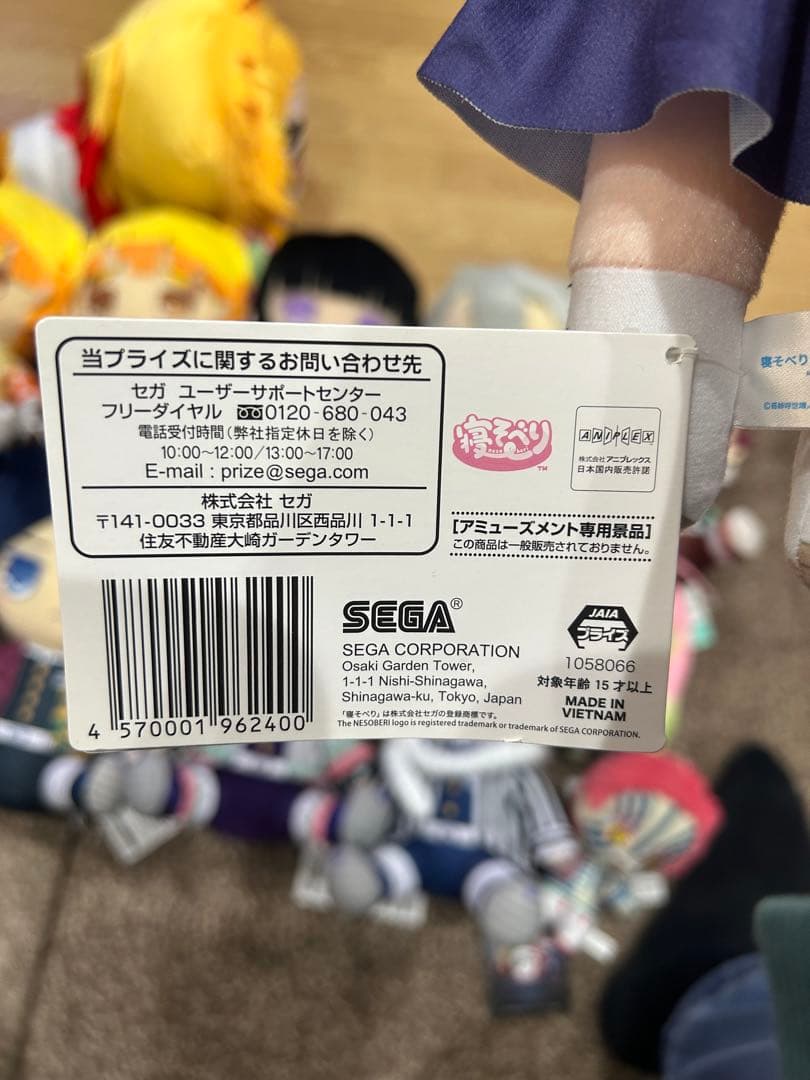 当プライズに関するお問い合わせ先
セガ ユーザーサポートセンター
フリーダイヤル 0120-680-043
電話受付時間(弊社指定休日を除く)
10:00~12:00/13:00~17:00
E-mail : prize@sega.com
株式会社 セガ
〒141-0033 東京都品川区西品川 1-1-1
住友不動産大崎ガーデンタワー
寝そべり
TM
ANIPLEX
株式会社 アニプレックス
日本国内販売許諾
[アミューズメント専用景品]
この商品は一般販売されておりません。
4 570001 962400
SEGA®
SEGA CORPORATION
Osaki Garden Tower,
1-1-1 Nishi-Shinagawa,
Shinagawa-ku, Tokyo, Japan
JAIA
プライズ
1058066
対象年齢 15才以上
MADE IN
VIETNAM
「寝そべり」は株式会社セガの登録商標です。
The NESOBERI logo is registered trademark or trademark of SEGA CORPORATION.
寝そべり